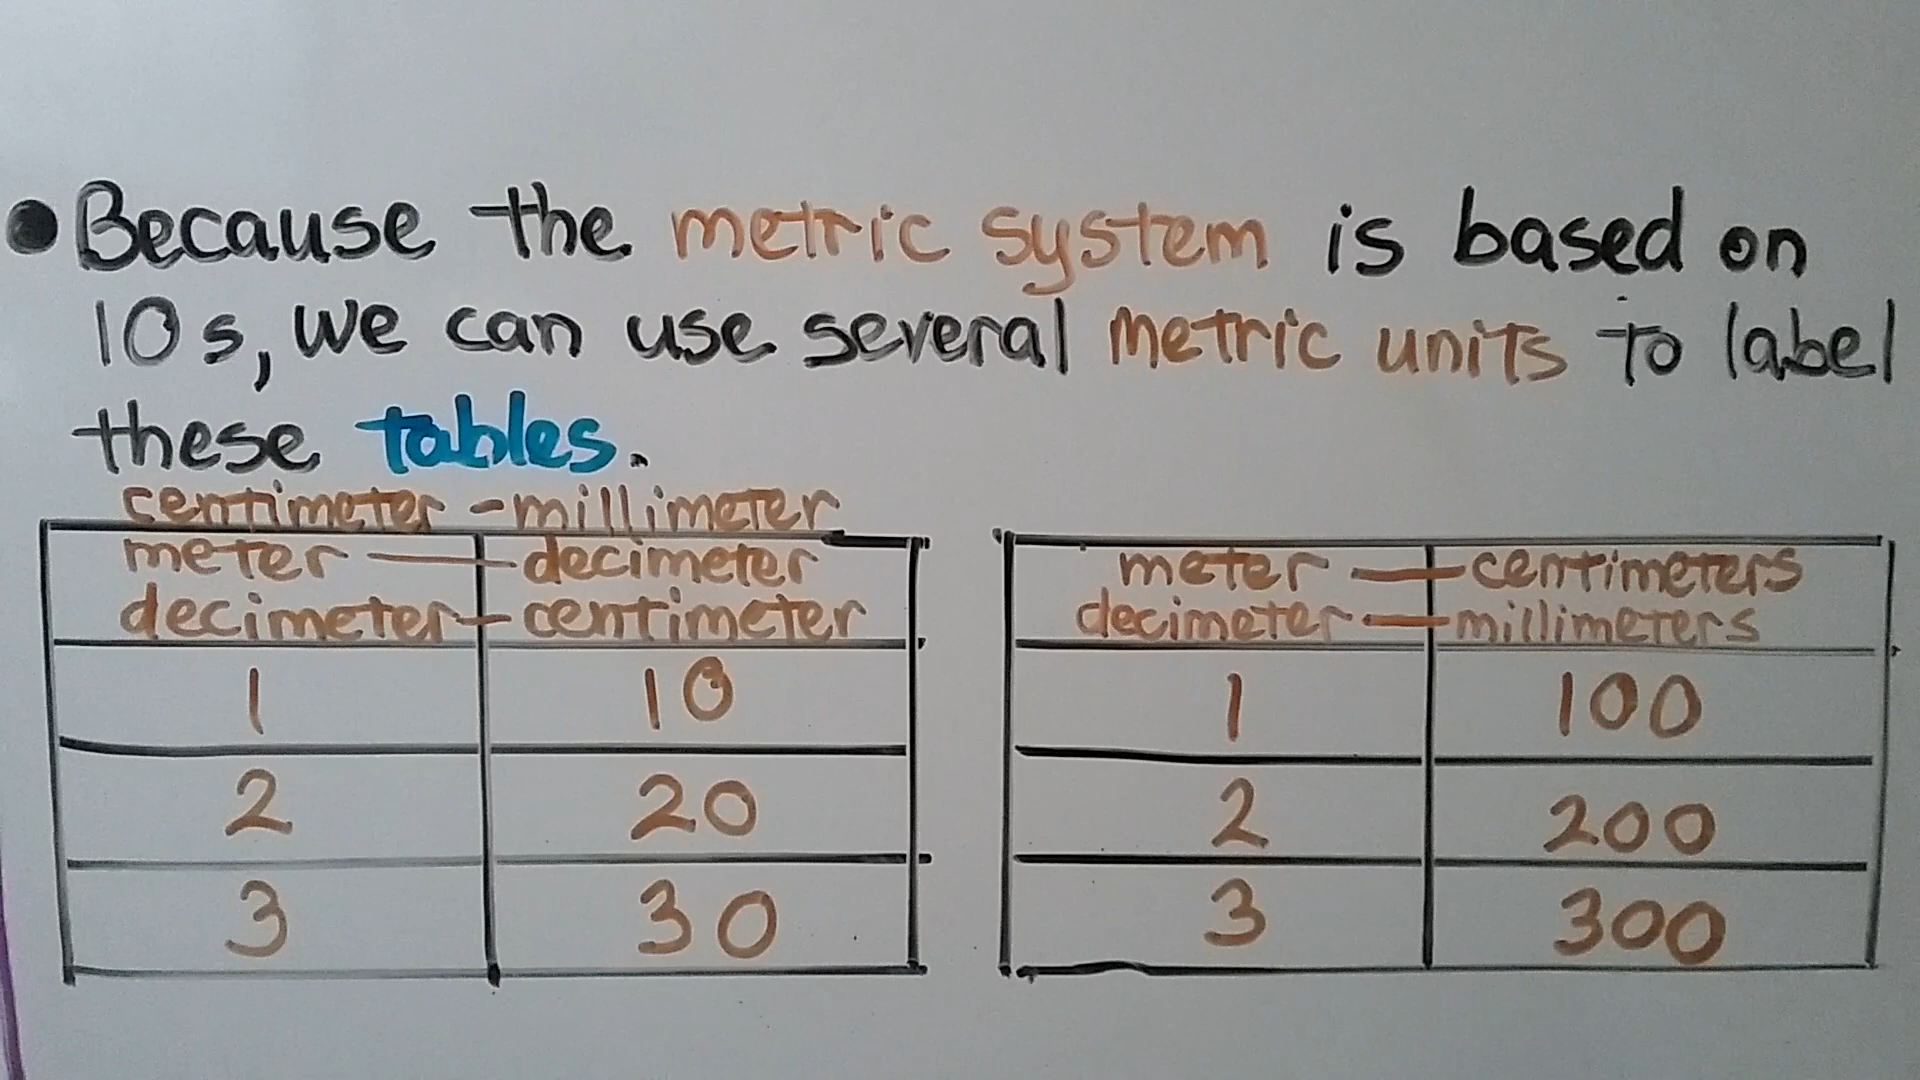 • Because the metric system is based on
10s, we can use several metric units to label
these tables.
centimeter - millimeter
meter — decimeter
decimeter - centimeter
1 10
2 20
3 30
meter — centimeters
decimeter — millimeters
1 100
2 200
3 300